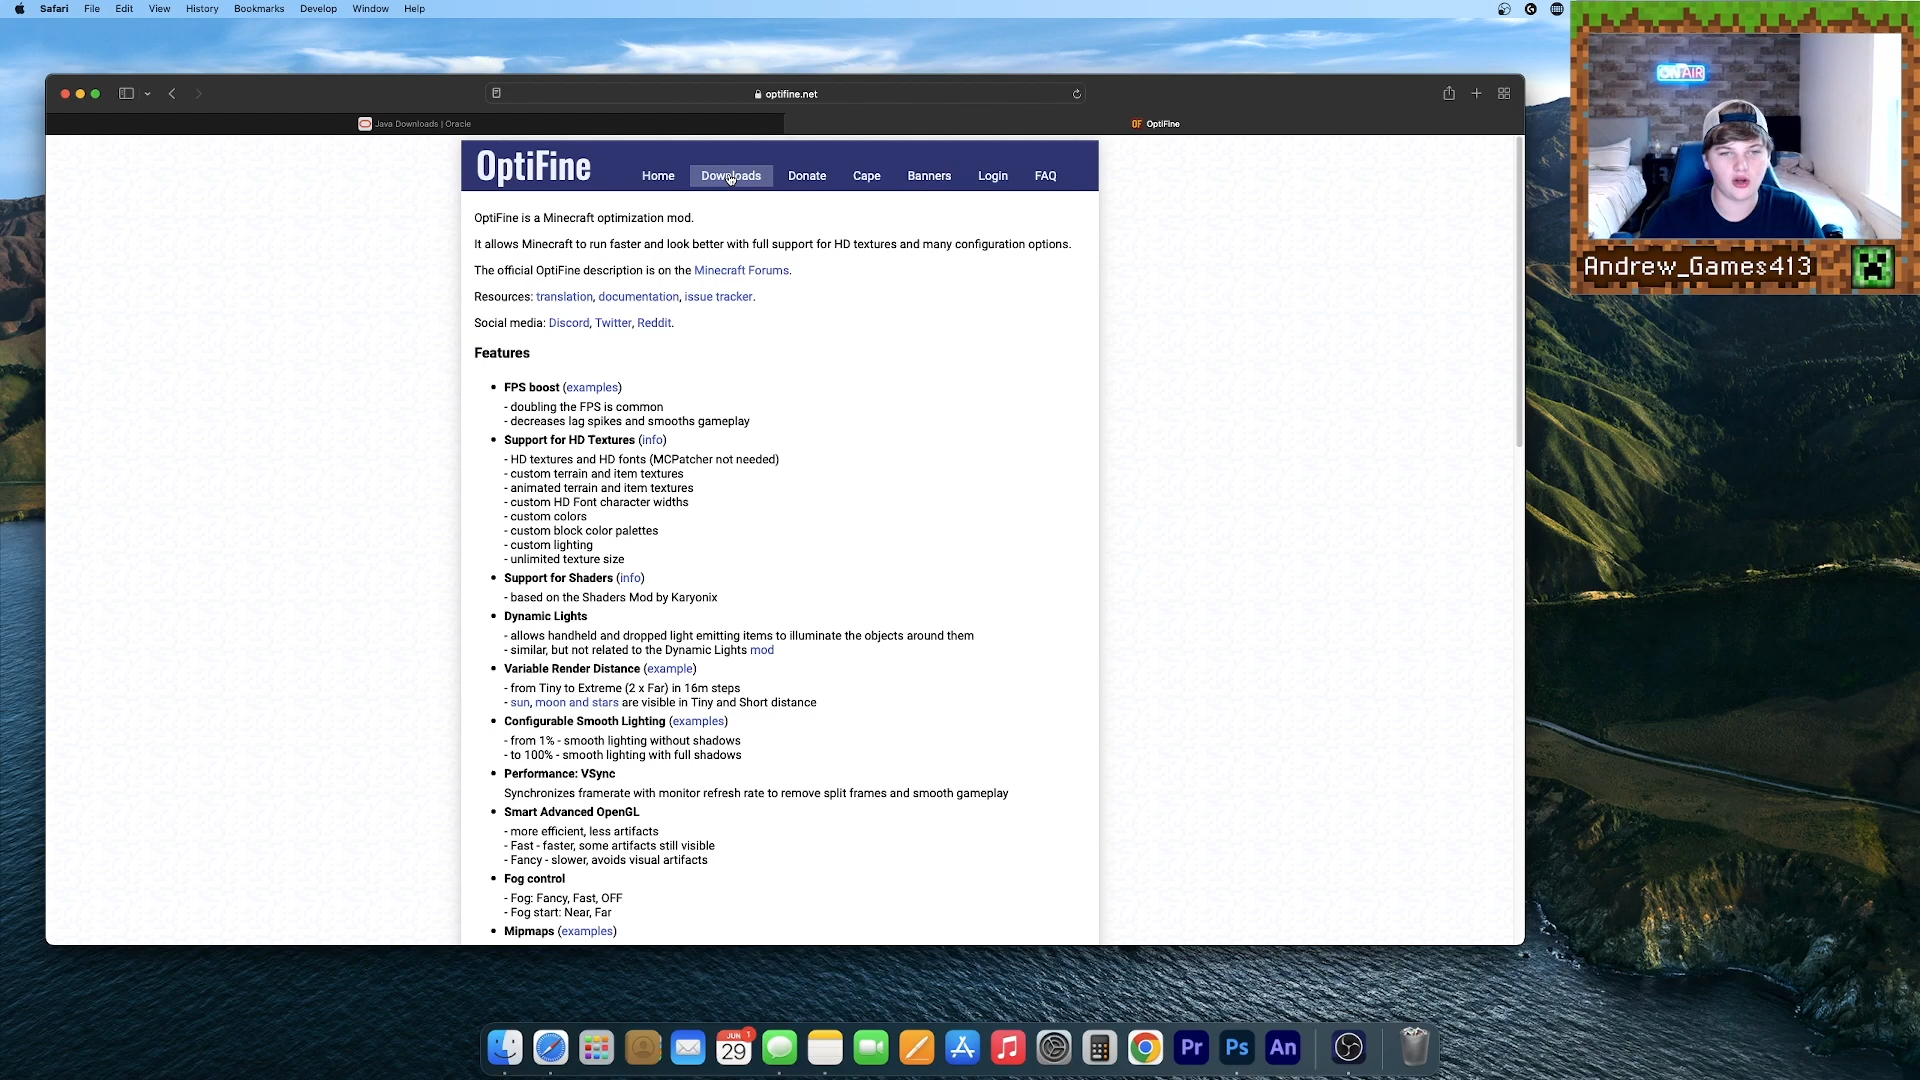 Safari File Edit View History Bookmarks Develop Window Help
optifine.net
Java Downloads | Oracle
OF OptiFine
ON AIR
Andrew_Games413
OptiFine Home Downloads Donate Cape Banners Login FAQ
OptiFine is a Minecraft optimization mod.
It allows Minecraft to run faster and look better with full support for HD textures and many configuration options.
The official OptiFine description is on the Minecraft Forums.
Resources: translation, documentation, issue tracker.
Social media: Discord, Twitter, Reddit.
Features
• FPS boost (examples)
- doubling the FPS is common
- decreases lag spikes and smooths gameplay
• Support for HD Textures (info)
- HD textures and HD fonts (MCPatcher not needed)
- custom terrain and item textures
- animated terrain and item textures
- custom HD Font character widths
- custom colors
- custom block color palettes
- custom lighting
- unlimited texture size
• Support for Shaders (info)
- based on the Shaders Mod by Karyonix
• Dynamic Lights
- allows handheld and dropped light emitting items to illuminate the objects around them
- similar, but not related to the Dynamic Lights mod
• Variable Render Distance (example)
- from Tiny to Extreme (2 x Far) in 16m steps
- sun, moon and stars are visible in Tiny and Short distance
• Configurable Smooth Lighting (examples)
- from 1% - smooth lighting without shadows
- to 100% - smooth lighting with full shadows
• Performance: VSync
Synchronizes framerate with monitor refresh rate to remove split frames and smooth gameplay
• Smart Advanced OpenGL
- more efficient, less artifacts
- Fast - faster, some artifacts still visible
- Fancy - slower, avoids visual artifacts
• Fog control
- Fog: Fancy, Fast, OFF
- Fog start: Near, Far
• Mipmaps (examples)
JUN 1
29
Pr Ps An